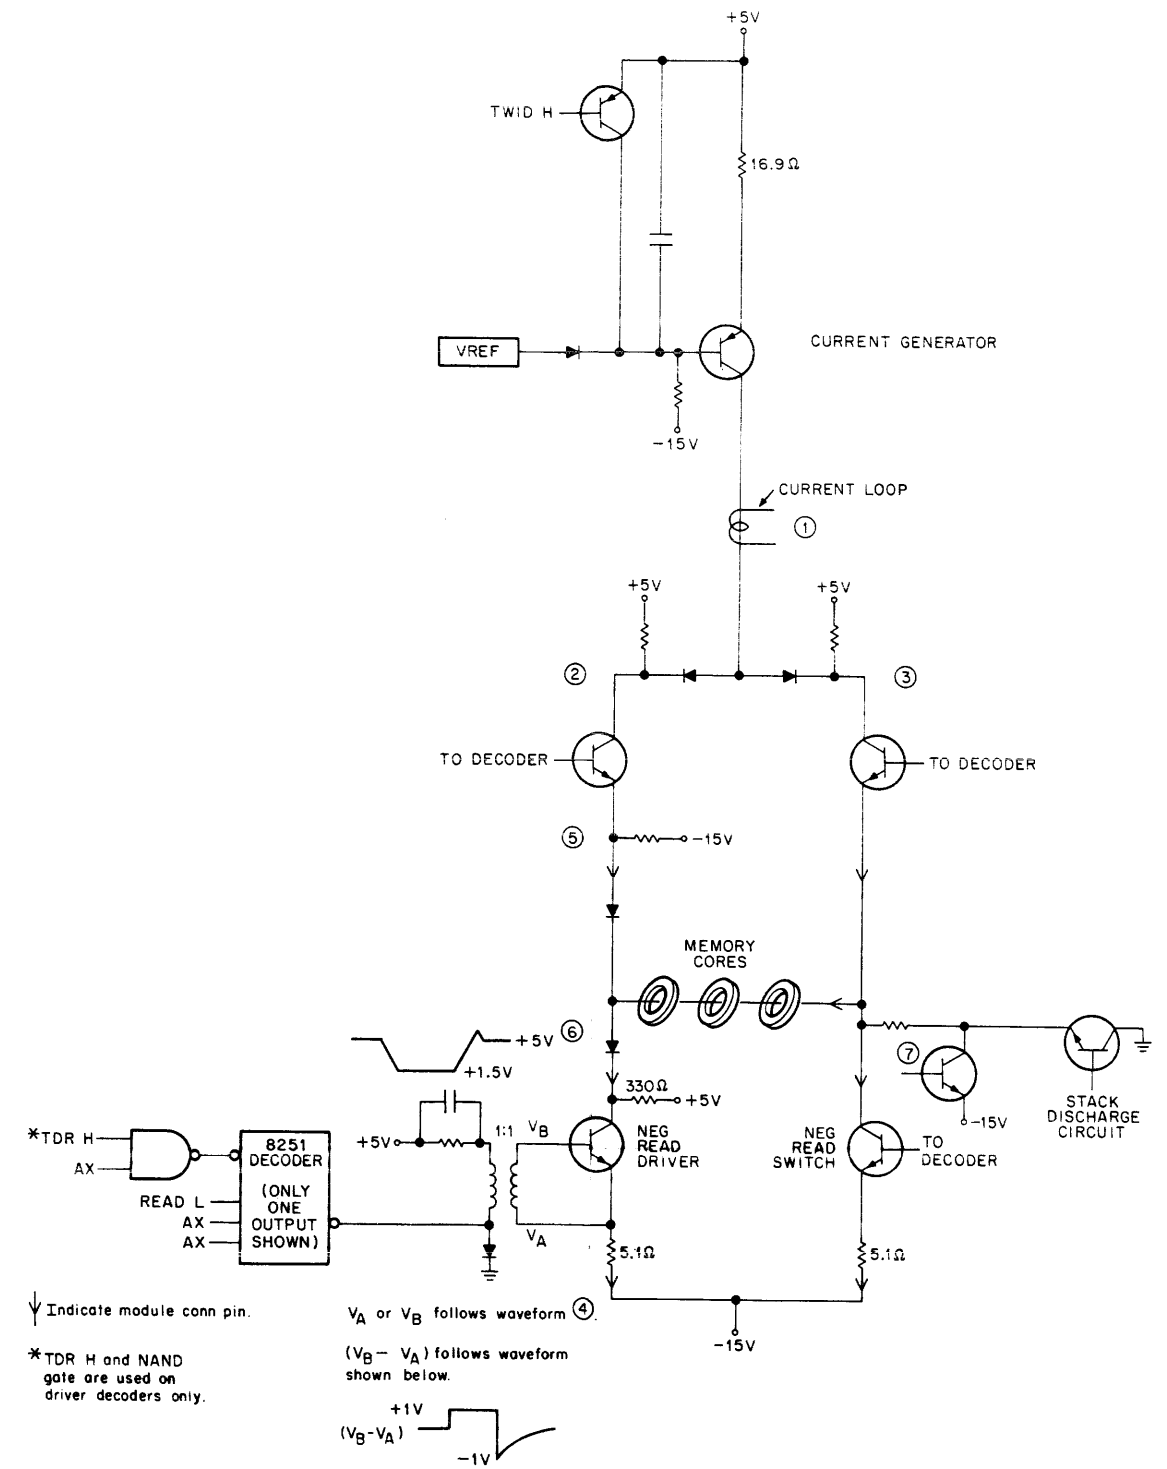 +5V
TWID H
16.9Ω
VREF
CURRENT GENERATOR
-15V
CURRENT LOOP
1
+5V
+5V
2
3
TO DECODER
TO DECODER
5
-15V
MEMORY
CORES
6
+5V
+1.5V
7
330Ω
+5V
STACK
DISCHARGE
CIRCUIT
-15V
*TDR H
AX
8251
DECODER
(ONLY
ONE
OUTPUT
SHOWN)
READ L
AX
AX
+5V
1:1
VB
VA
NEG
READ
DRIVER
NEG
READ
SWITCH
TO
DECODER
5.1Ω
5.1Ω
-15V
Indicate module conn pin.
*TDR H and NAND
gate are used on
driver decoders only.
VA or VB follows waveform 4.
(VB- VA) follows waveform
shown below.
+1V
(VB-VA)
-1V